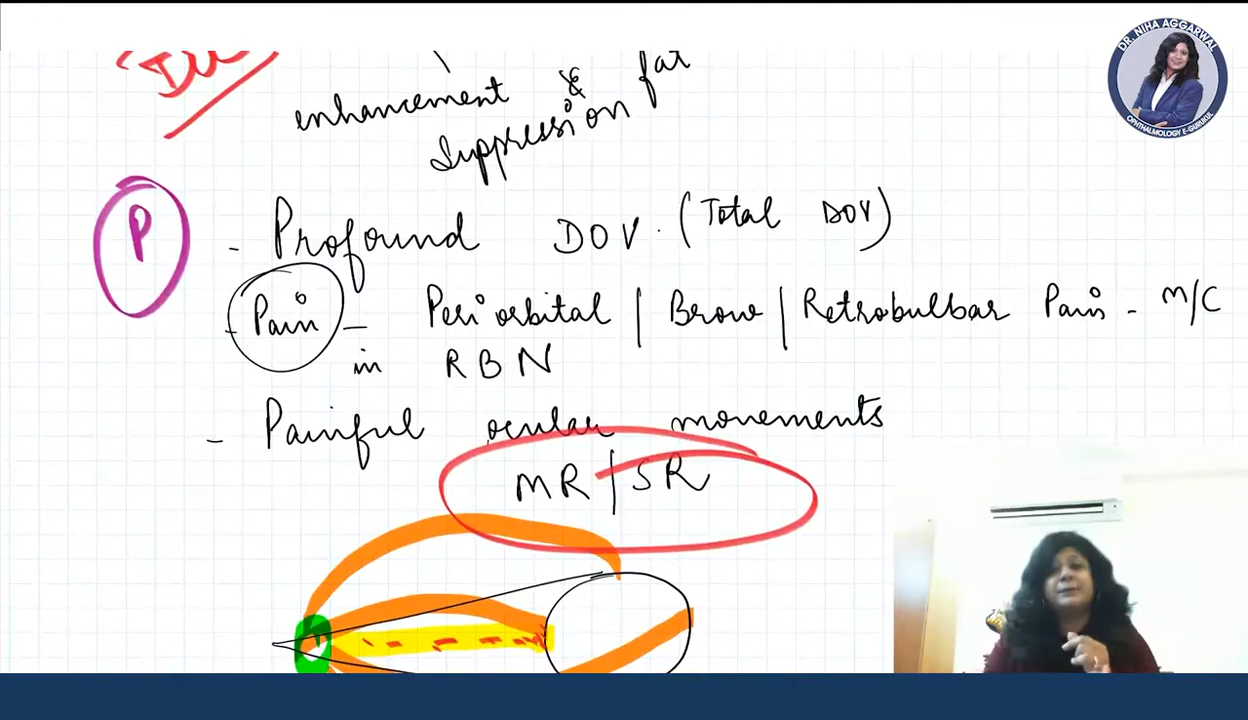 enhancement & far
suppression
P
- Profound DOV. (Total DOV)
- Pain - Peri orbital | Brow | Retrobulbar Pain - M/C
in RBN
- Painful ocular movements
MR | SR
DR. NIHA AGGARWAL
OPHTHALMOLOGY E-GURUKUL